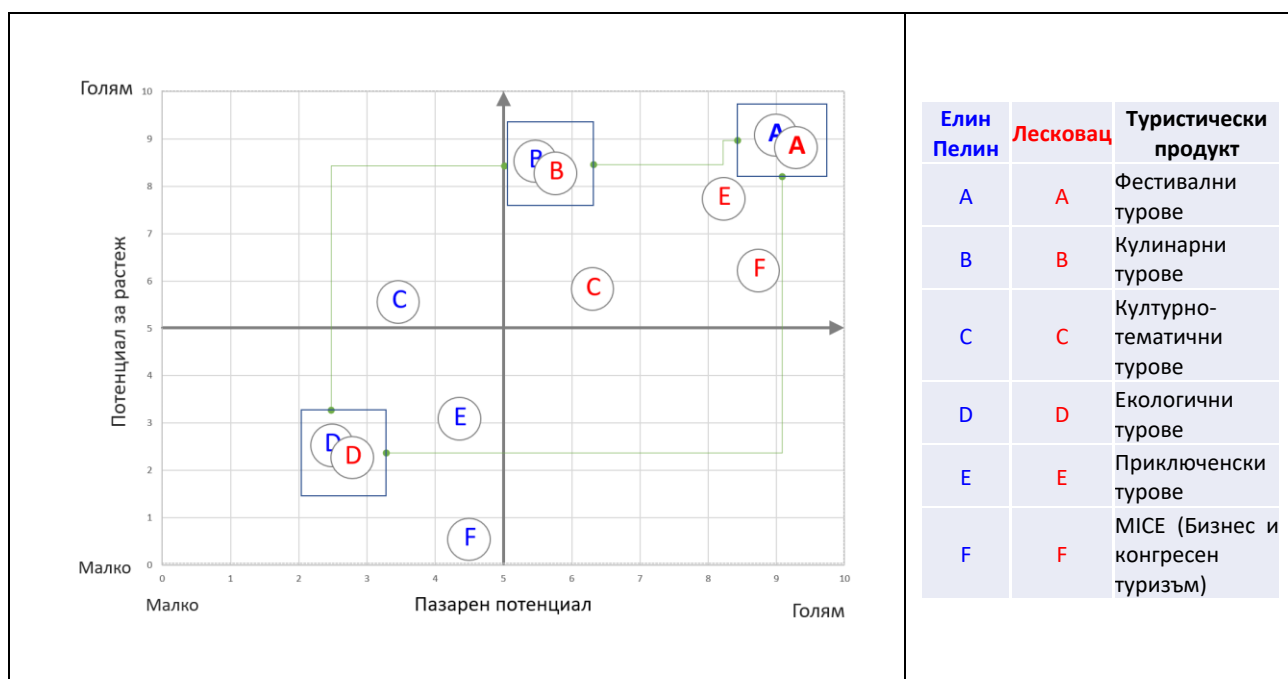 Голям
10
9
8
7
6
5
4
3
2
1
0
Потенциал за растеж
A
A
B
B
E
F
C
C
E
D
D
F
Малко
0 1 2 3 4 5 6 7 8 9 10
Малко
Пазарен потенциал
Голям
Елин
Пелин
Лесковац
Туристически
продукт
A A Фестивални
турове
B B Кулинарни
турове
C C Културно-
тематични
турове
D D Екологични
турове
E E Приключенски
турове
F F MICE (Бизнес и
конгресен
туризъм)